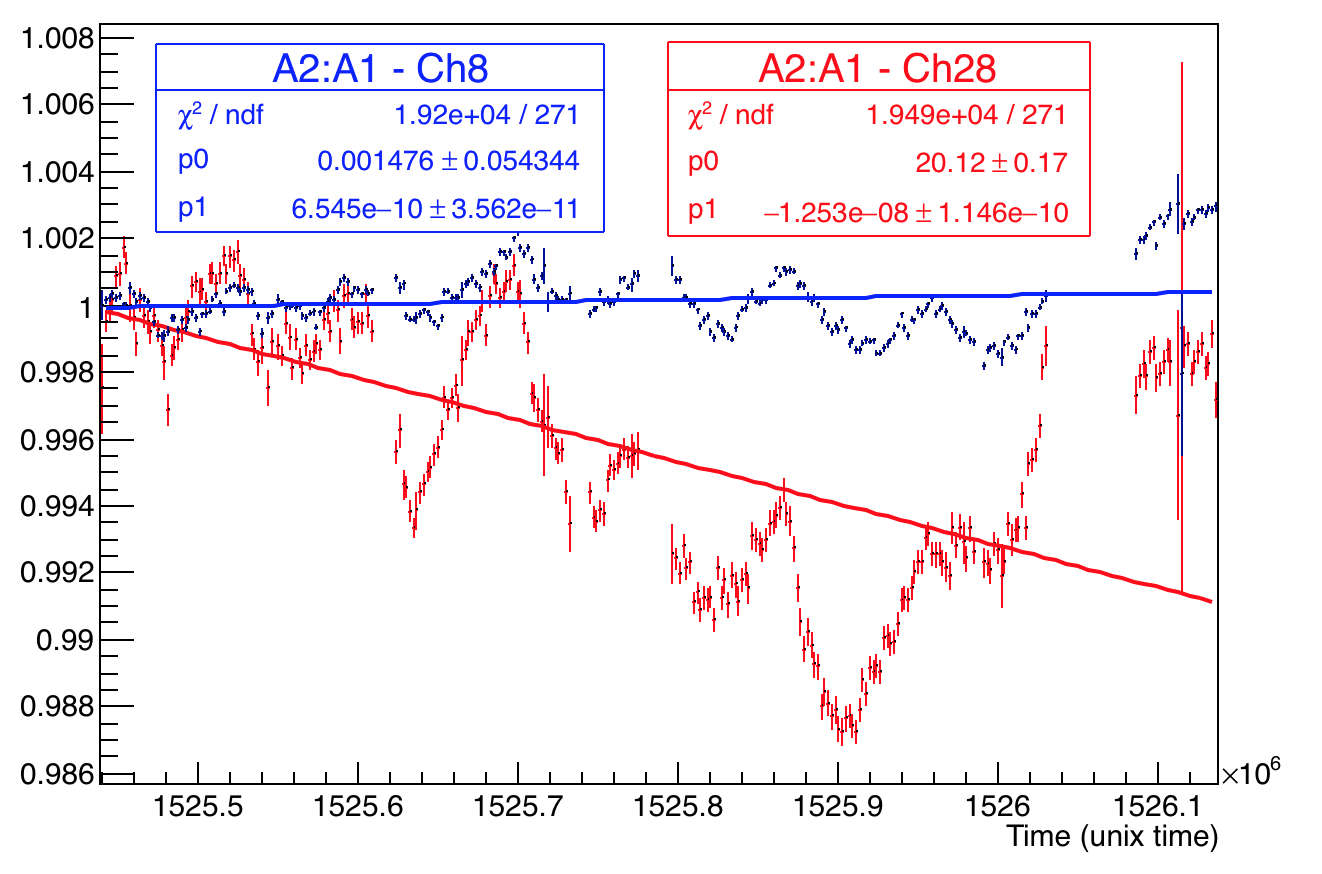 1.008
1.006
1.004
1.002
1
0.998
0.996
0.994
0.992
0.99
0.988
0.986
A2:A1 - Ch8
χ² / ndf 1.92e+04 / 271
p0 0.001476 ± 0.054344
p1 6.545e−10 ± 3.562e−11
A2:A1 - Ch28
χ² / ndf 1.949e+04 / 271
p0 20.12 ± 0.17
p1 −1.253e−08 ± 1.146e−10
1525.5 1525.6 1525.7 1525.8 1525.9 1526 1526.1
×10⁶
Time (unix time)